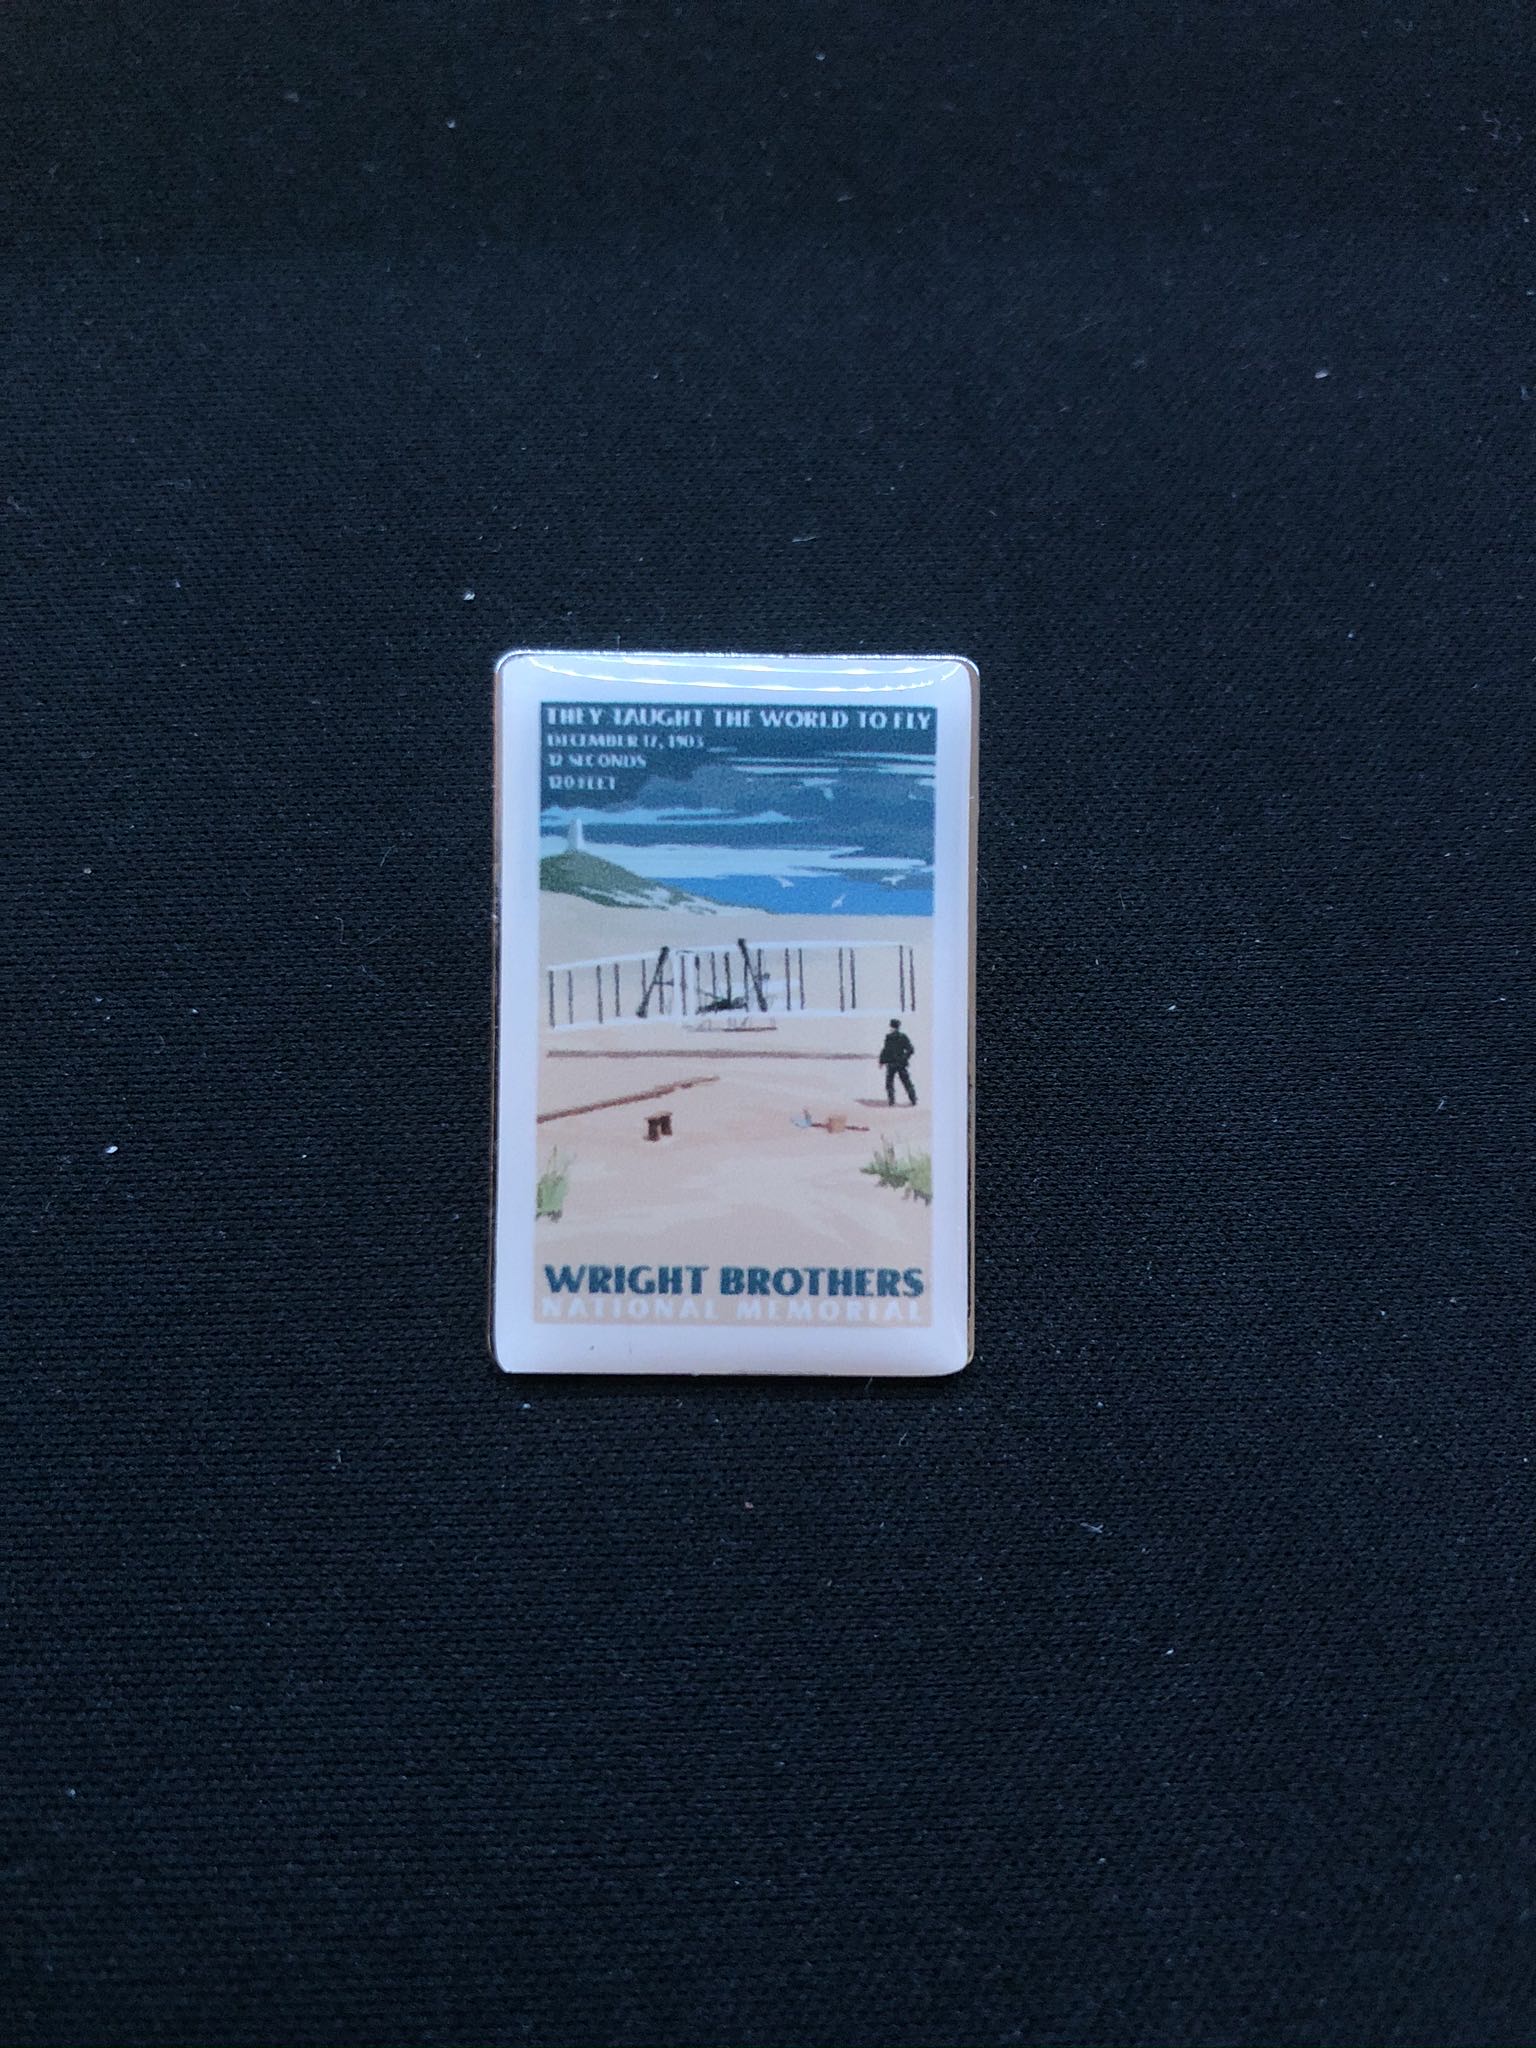 THEY TAUGHT THE WORLD TO FLY
DECEMBER 17, 1903
12 SECONDS
120 FEET
WRIGHT BROTHERS
NATIONAL MEMORIAL